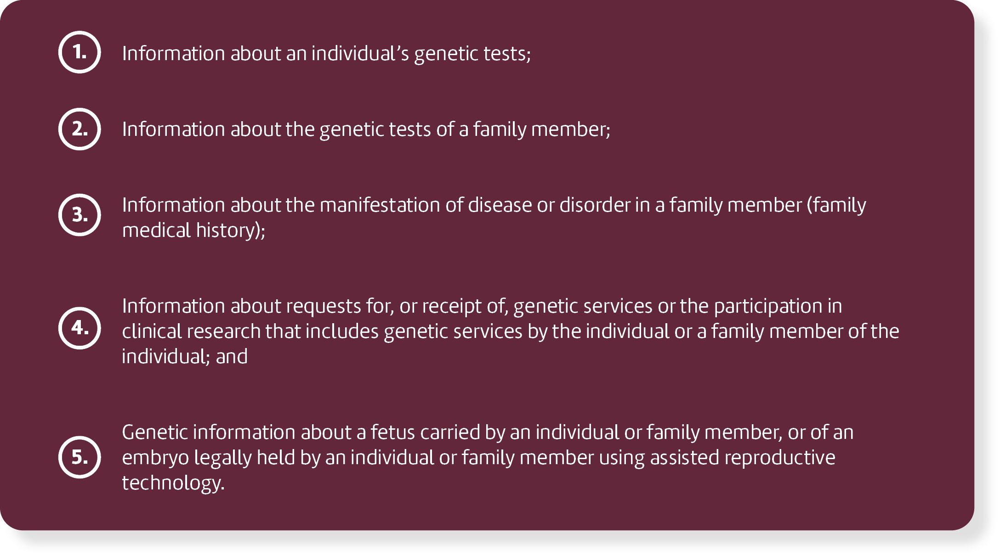 1. Information about an individual’s genetic tests;
2. Information about the genetic tests of a family member;
3. Information about the manifestation of disease or disorder in a family member (family
medical history);
4. Information about requests for, or receipt of, genetic services or the participation in
clinical research that includes genetic services by the individual or a family member of the
individual; and
5. Genetic information about a fetus carried by an individual or family member, or of an
embryo legally held by an individual or family member using assisted reproductive
technology.